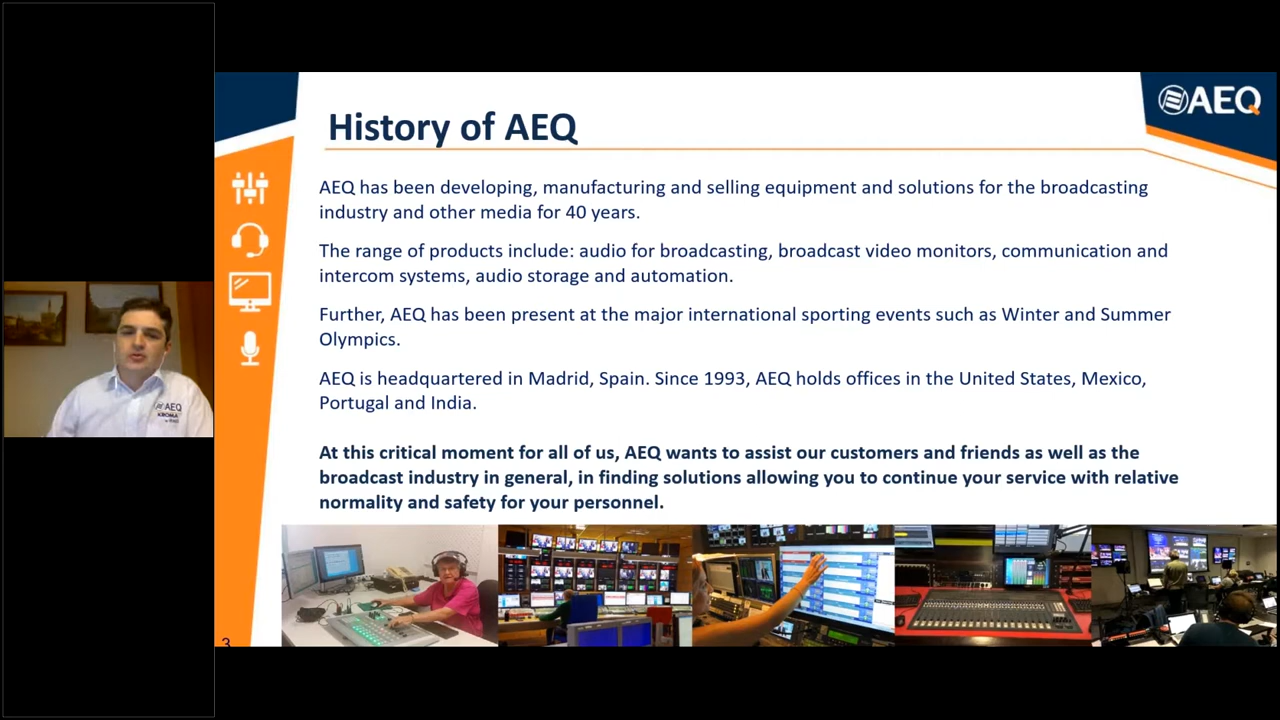 History of AEQ
AEQ
AEQ has been developing, manufacturing and selling equipment and solutions for the broadcasting
industry and other media for 40 years.
The range of products include: audio for broadcasting, broadcast video monitors, communication and
intercom systems, audio storage and automation.
Further, AEQ has been present at the major international sporting events such as Winter and Summer
Olympics.
AEQ is headquartered in Madrid, Spain. Since 1993, AEQ holds offices in the United States, Mexico,
Portugal and India.
AEQ
KROMA
At this critical moment for all of us, AEQ wants to assist our customers and friends as well as the
broadcast industry in general, in finding solutions allowing you to continue your service with relative
normality and safety for your personnel.
3